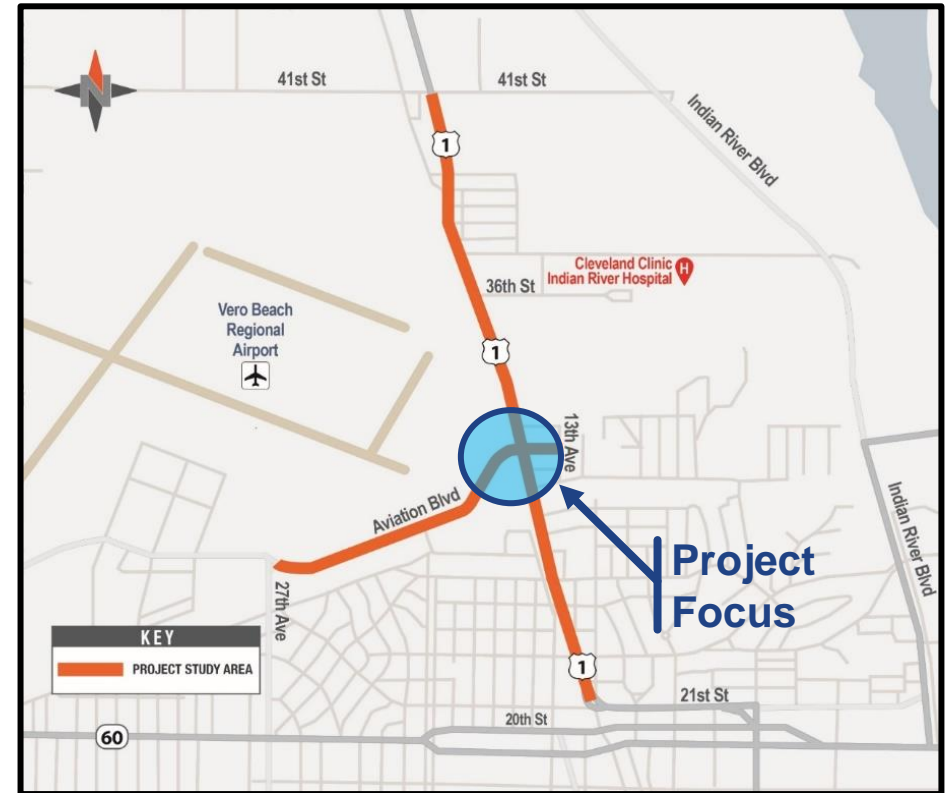 N
41st St
41st St
1
Indian River Blvd
Cleveland Clinic
Indian River Hospital
H
36th St
Vero Beach
Regional
Airport
1
13th Ave
Aviation Blvd
Indian River Blvd
Project
Focus
27th Ave
KEY
PROJECT STUDY AREA
1
21st St
20th St
60